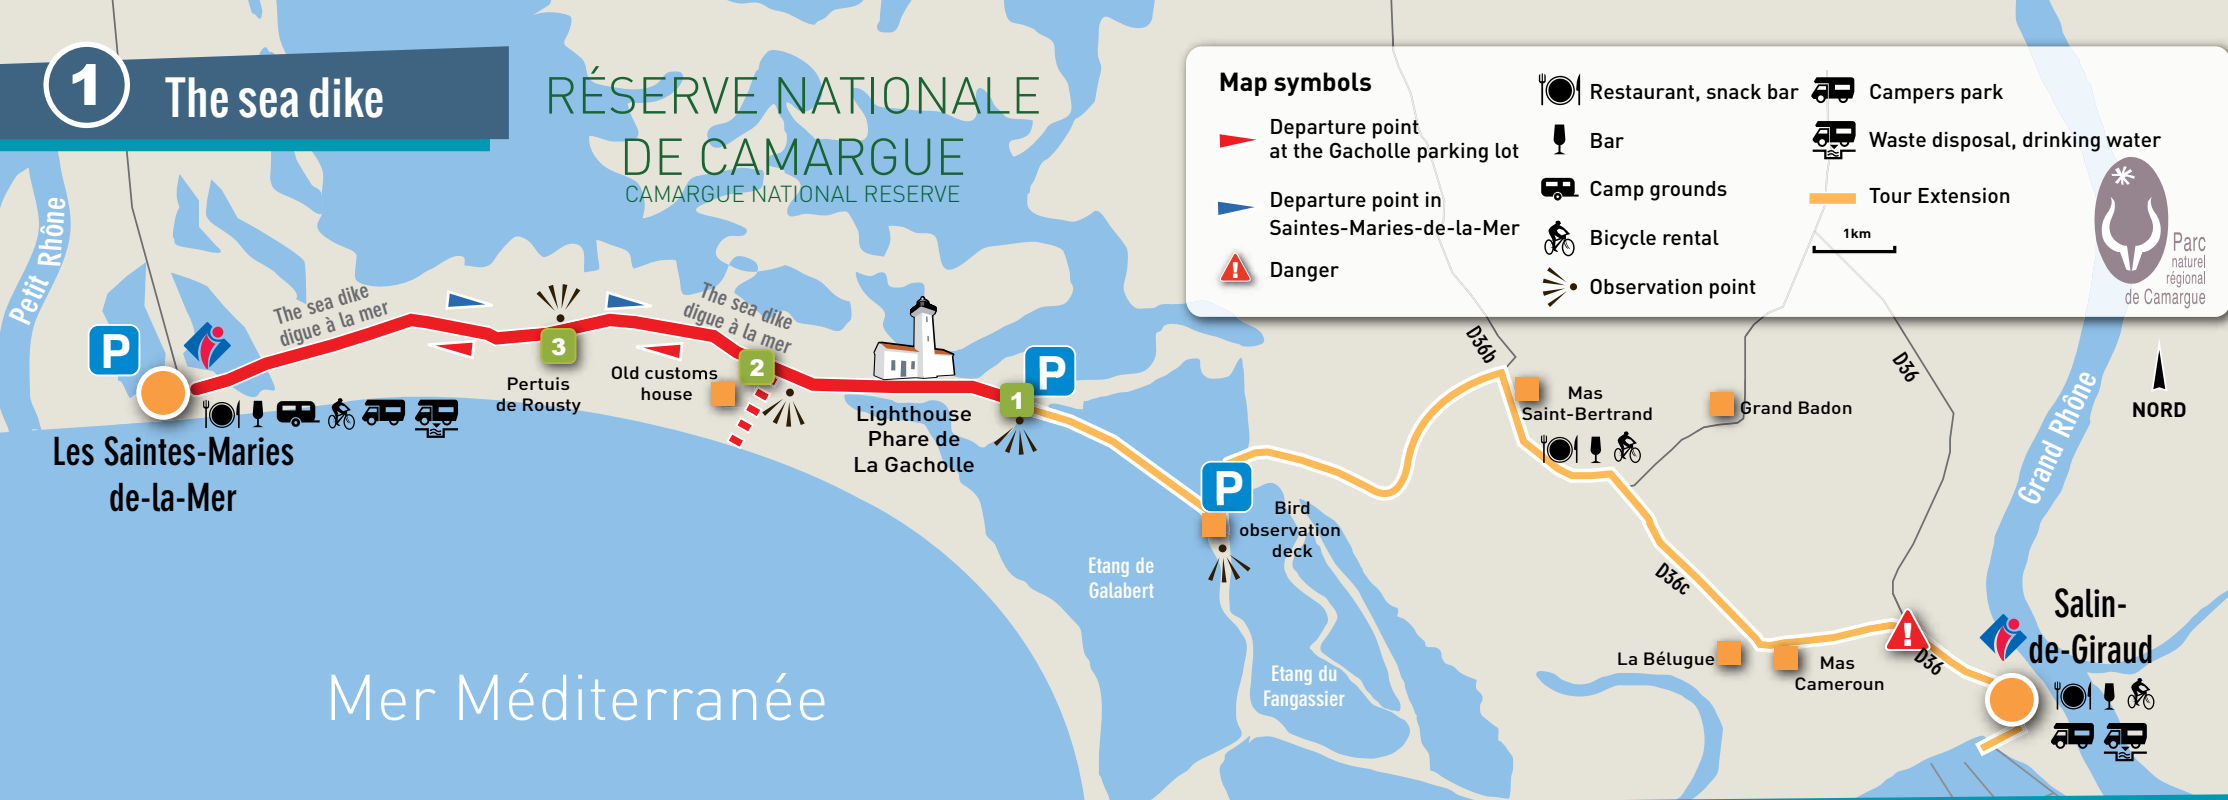 1
The sea dike
RÉSERVE NATIONALE
DE CAMARGUE
CAMARGUE NATIONAL RESERVE
Map symbols
Departure point
at the Gacholle parking lot
Departure point in
Saintes-Maries-de-la-Mer
Danger
Restaurant, snack bar
Bar
Camp grounds
Bicycle rental
Observation point
Campers park
Waste disposal, drinking water
Tour Extension
1km
Parc
naturel
régional
de Camargue
NORD
Petit Rhône
P
The sea dike
digue à la mer
3
Pertuis
de Rousty
The sea dike
digue à la mer
2
Old customs
house
Lighthouse
Phare de
La Gacholle
1
P
Les Saintes-Maries
de-la-Mer
P
Bird
observation
deck
Etang de
Galabert
Etang du
Fangassier
Mer Méditerranée
D36b
Mas
Saint-Bertrand
Grand Badon
D36
Grand Rhône
D36c
La Bélugue
Mas
Cameroun
!
D36
Salin-
de-Giraud